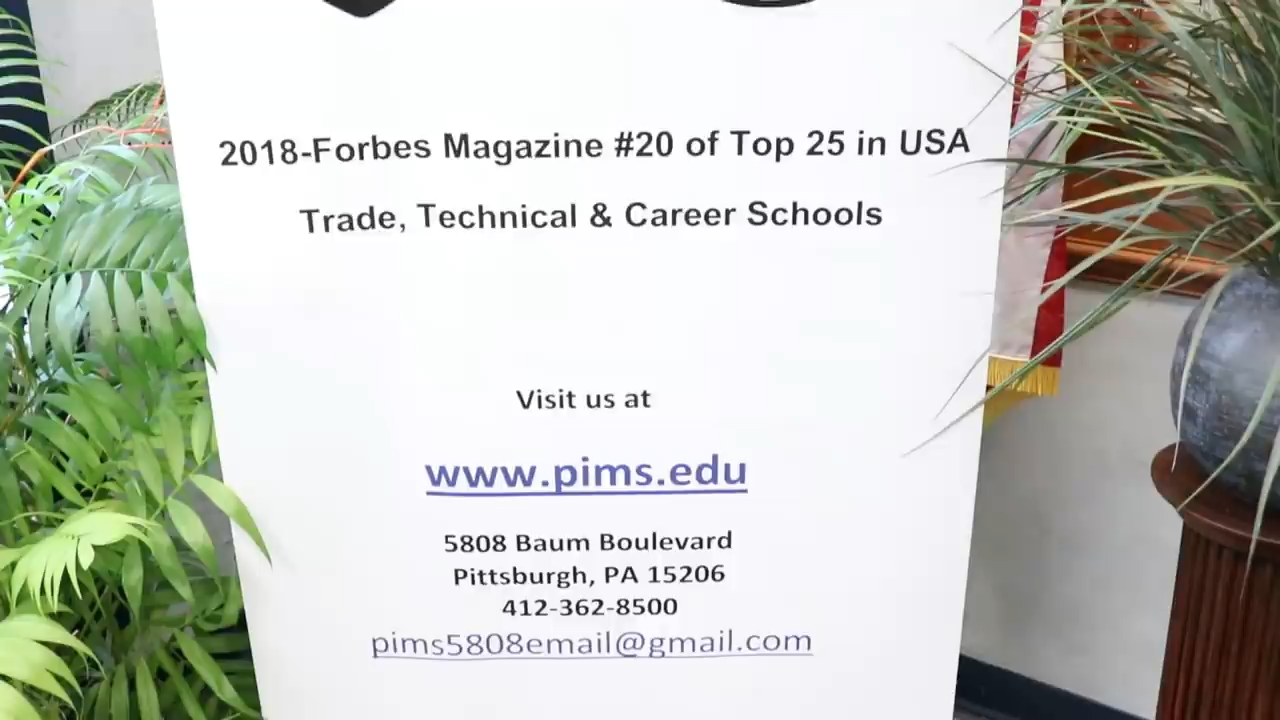 2018-Forbes Magazine #20 of Top 25 in USA
Trade, Technical & Career Schools
Visit us at
www.pims.edu
5808 Baum Boulevard
Pittsburgh, PA 15206
412-362-8500
pims5808email@gmail.com